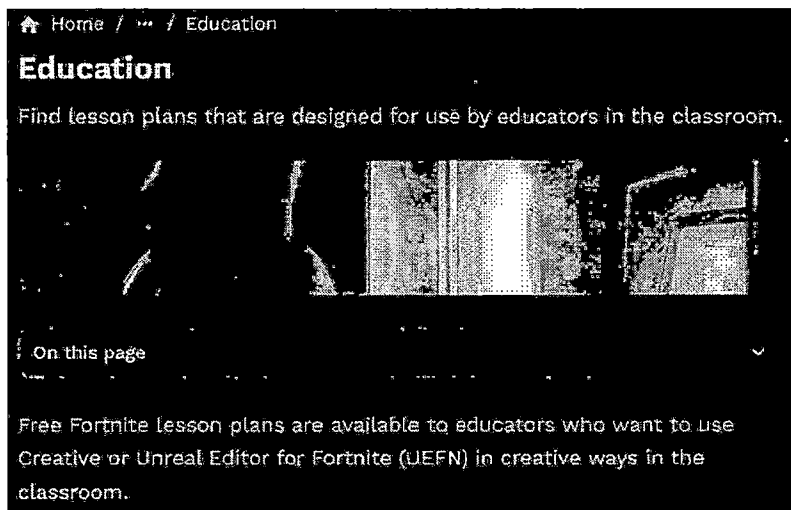 Home / ... / Education
Education
Find lesson plans that are designed for use by educators in the classroom.
On this page
Free Fortnite lesson plans are available to educators who want to use
Creative or Unreal Editor for Fortnite (UEFN) in creative ways in the
classroom.